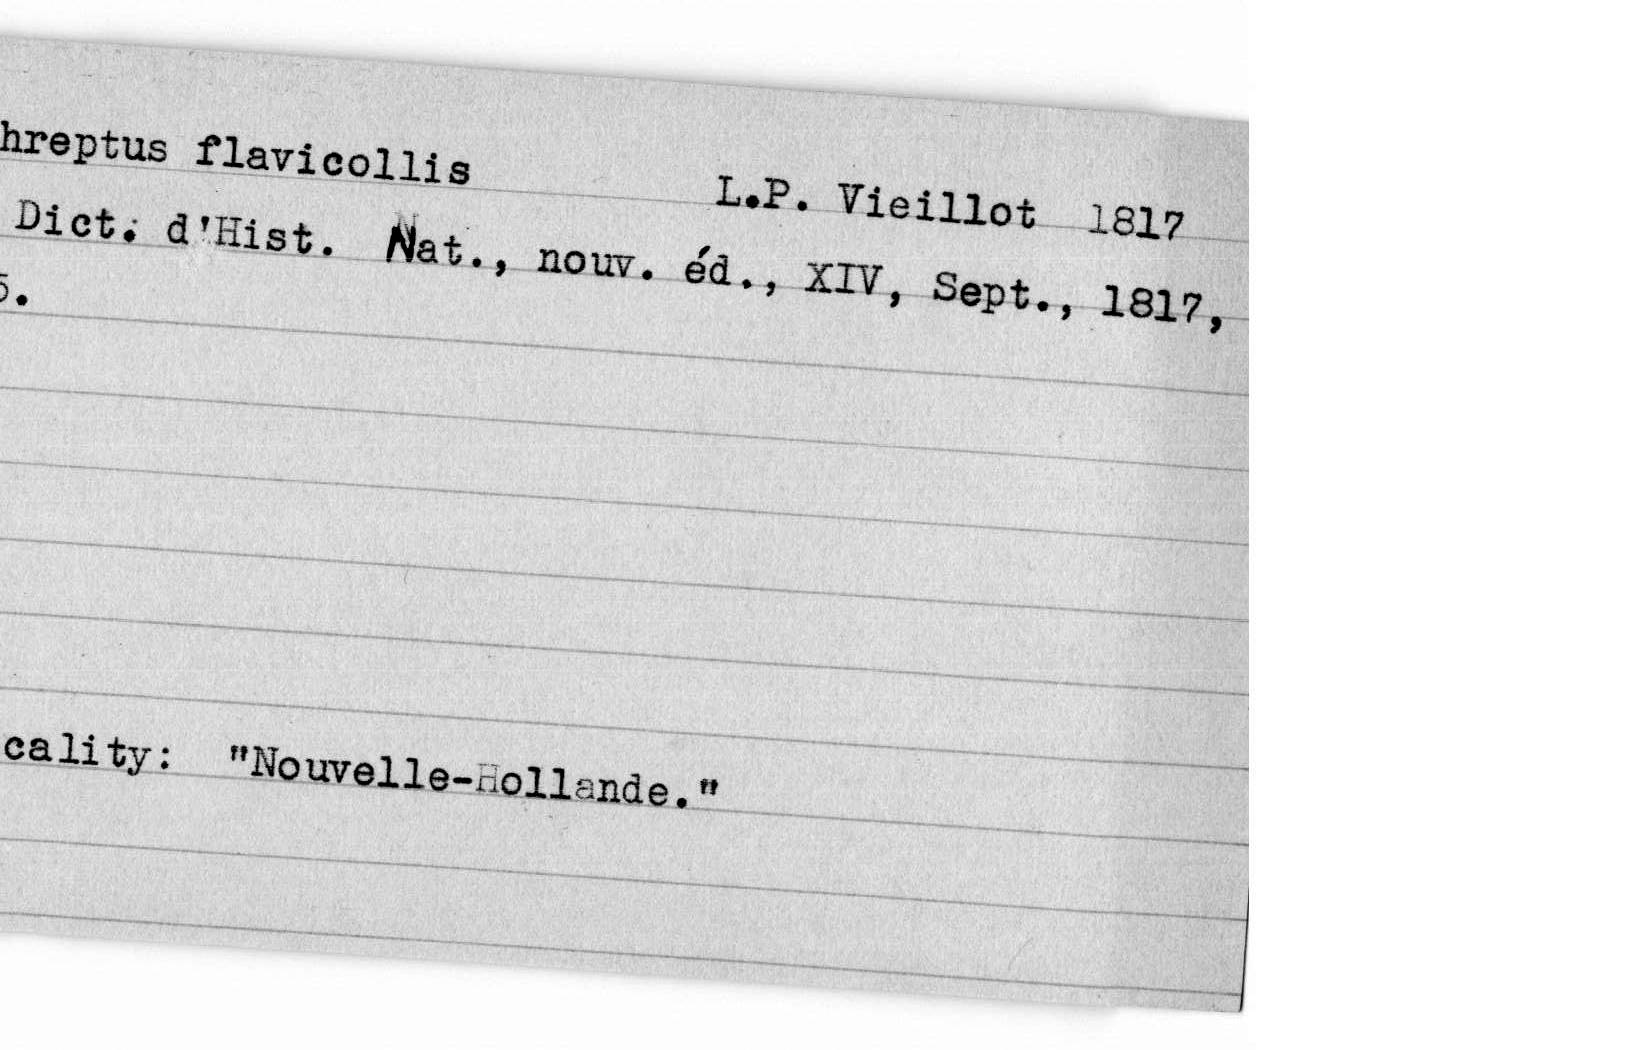 hreptus flavicollis L.P. Vieillot 1817
Dict. d'Hist. Nat., nouv. éd., XIV, Sept., 1817,
5.
cality: "Nouvelle-Hollande."